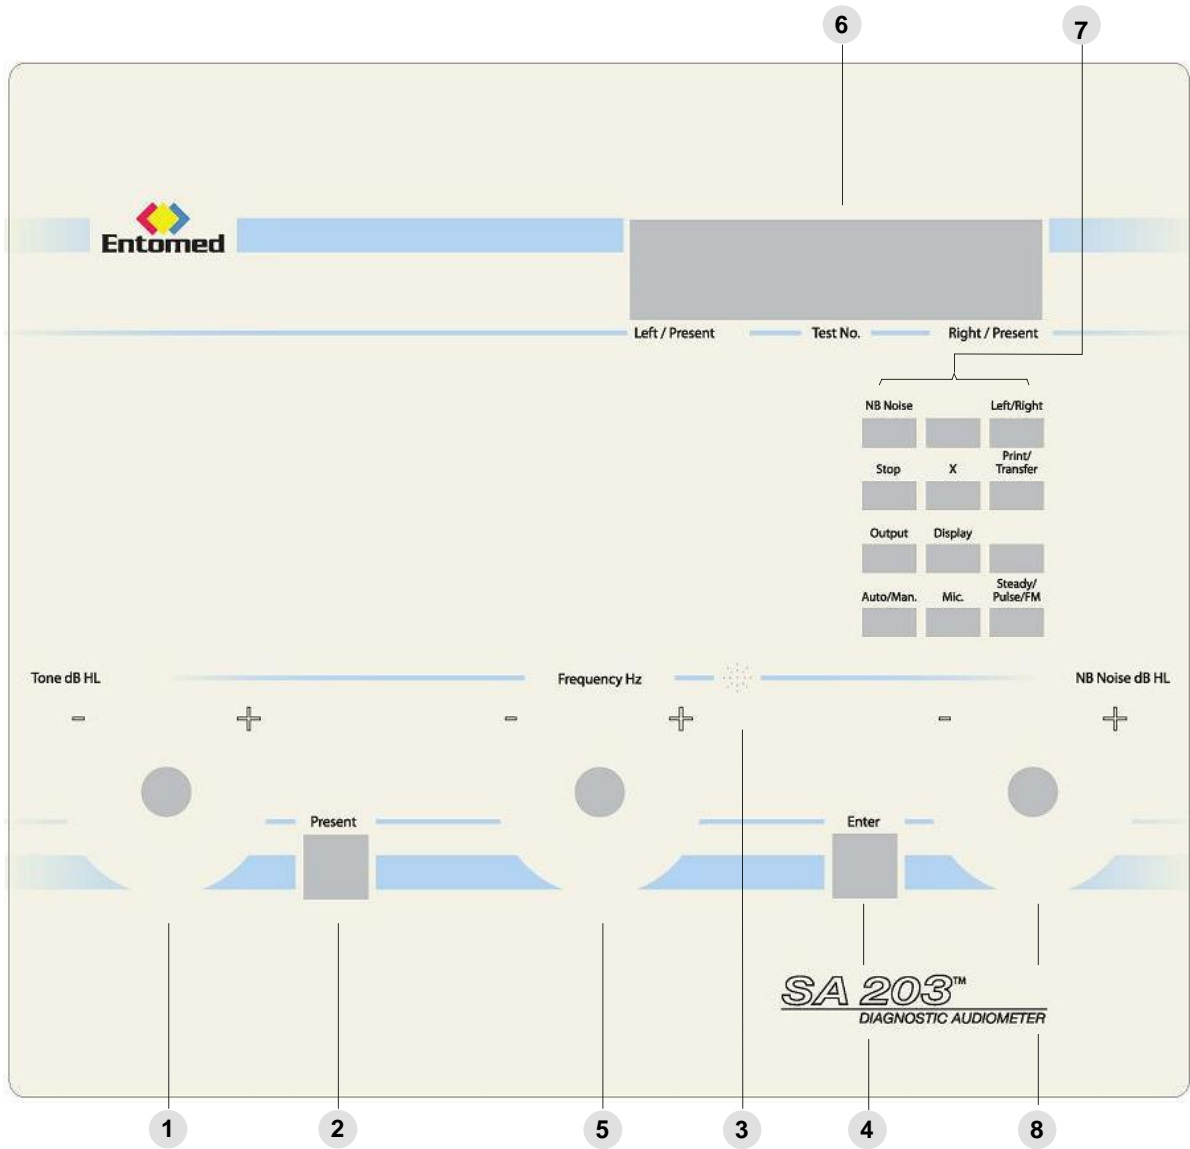 6
7
Entomed
Left / Present
Test No.
Right / Present
NB Noise
Left/Right
Stop
X
Print/
Transfer
Output
Display
Auto/Man.
Mic.
Steady/
Pulse/FM
Tone dB HL
Frequency Hz
NB Noise dB HL
-
+
-
+
-
+
Present
Enter
SA 203™
DIAGNOSTIC AUDIOMETER
1
2
5
3
4
8